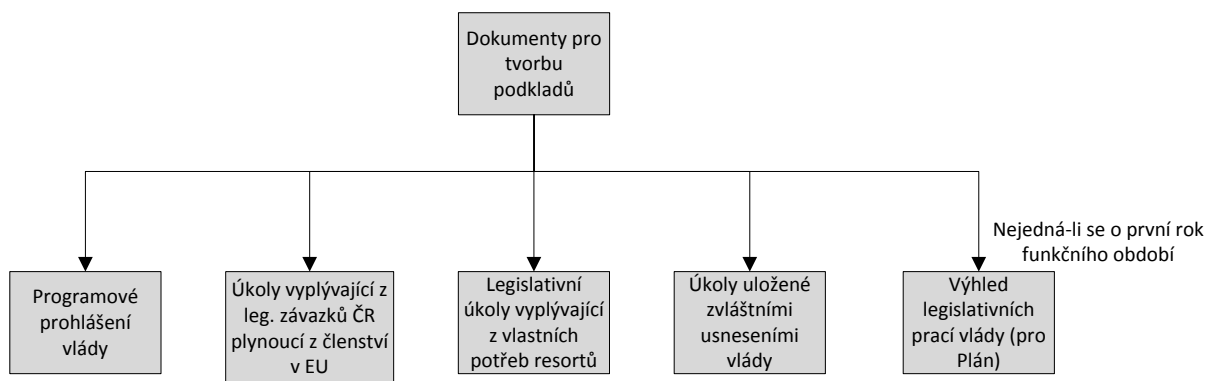 Dokumenty pro
tvorbu
podkladů
Nejedná-li se o první rok
funkčního období
Programové
prohlášení
vlády
Úkoly vyplývající z
leg. závazků ČR
plynoucí z členství
v EU
Legislativní
úkoly vyplývající
z vlastních
potřeb resortů
Úkoly uložené
zvláštními
usneseními
vlády
Výhled
legislativních
prací vlády (pro
Plán)